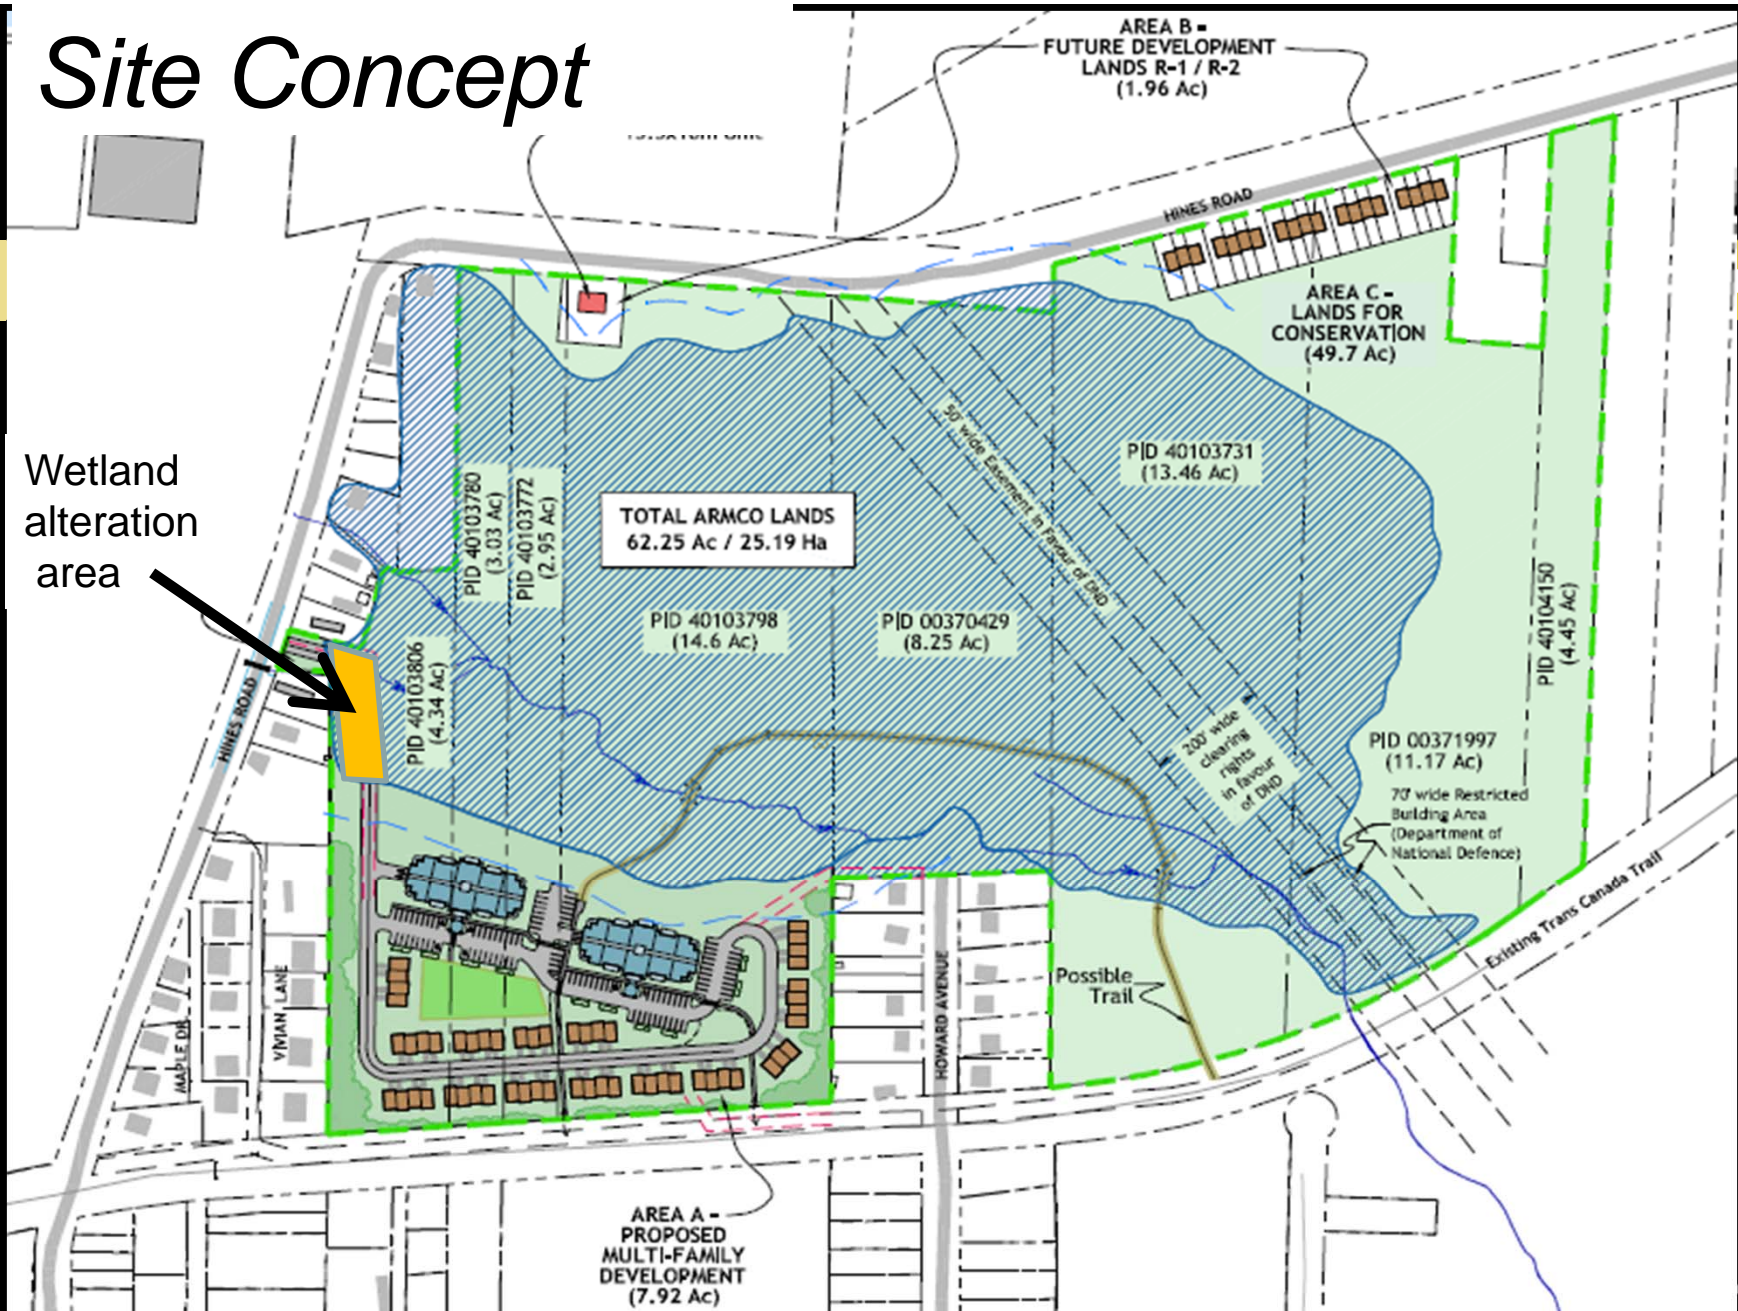 Site Concept
AREA B =
FUTURE DEVELOPMENT
LANDS R-1 / R-2
(1.96 Ac)
HINES ROAD
AREA C -
LANDS FOR
CONSERVATION
(49.7 Ac)
Wetland
alteration
area
PID 40103780
(3.03 Ac)
PID 40103772
(2.95 Ac)
TOTAL ARMCO LANDS
62.25 Ac / 25.19 Ha
50' wide Easement in Favour of DND
PID 40103731
(13.46 Ac)
PID 40103798
(14.6 Ac)
PID 00370429
(8.25 Ac)
PID 40104150
(4.45 Ac)
PID 40103806
(4.34 Ac)
HINES ROAD
200' wide
clearing
rights
in favour
of DND
PID 00371997
(11.17 Ac)
70' wide Restricted
Building Area
(Department of
National Defence)
Existing Trans Canada Trail
Possible
Trail
MAPLE DR
VIVIAN LANE
HOWARD AVENUE
AREA A -
PROPOSED
MULTI-FAMILY
DEVELOPMENT
(7.92 Ac)